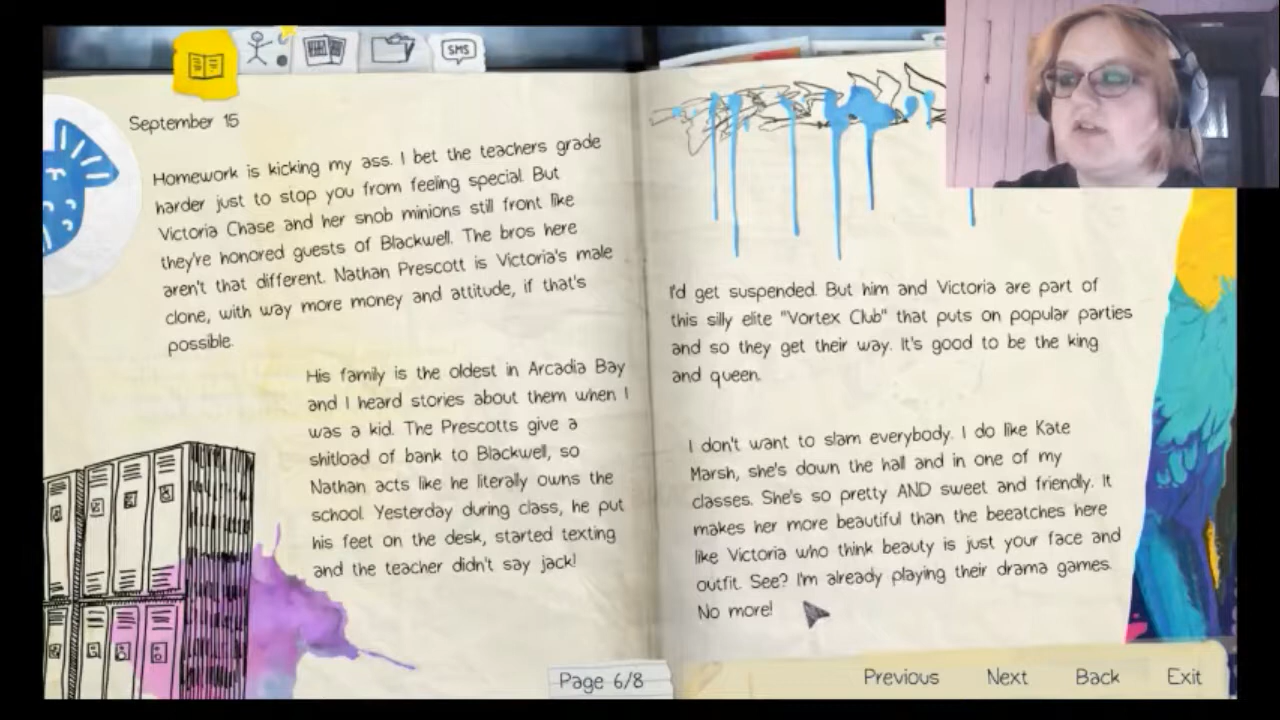 SMS
September 15
Homework is kicking my ass. I bet the teachers grade
harder just to stop you from feeling special. But
Victoria Chase and her snob minions still front like
they're honored guests of Blackwell. The bros here
aren't that different. Nathan Prescott is Victoria's male
clone, with way more money and attitude, if that's
possible.
His family is the oldest in Arcadia Bay
and I heard stories about them when I
was a kid. The Prescotts give a
shitload of bank to Blackwell, so
Nathan acts like he literally owns the
school. Yesterday during class, he put
his feet on the desk, started texting
and the teacher didn't say jack!
I'd get suspended. But him and Victoria are part of
this silly elite "Vortex Club" that puts on popular parties
and so they get their way. It's good to be the king
and queen.
I don't want to slam everybody. I do like Kate
Marsh, she's down the hall and in one of my
classes. She's so pretty AND sweet and friendly. It
makes her more beautiful than the beeatches here
like Victoria who think beauty is just your face and
outfit. See? I'm already playing their drama games.
No more!
Page 6/8
Previous Next Back Exit